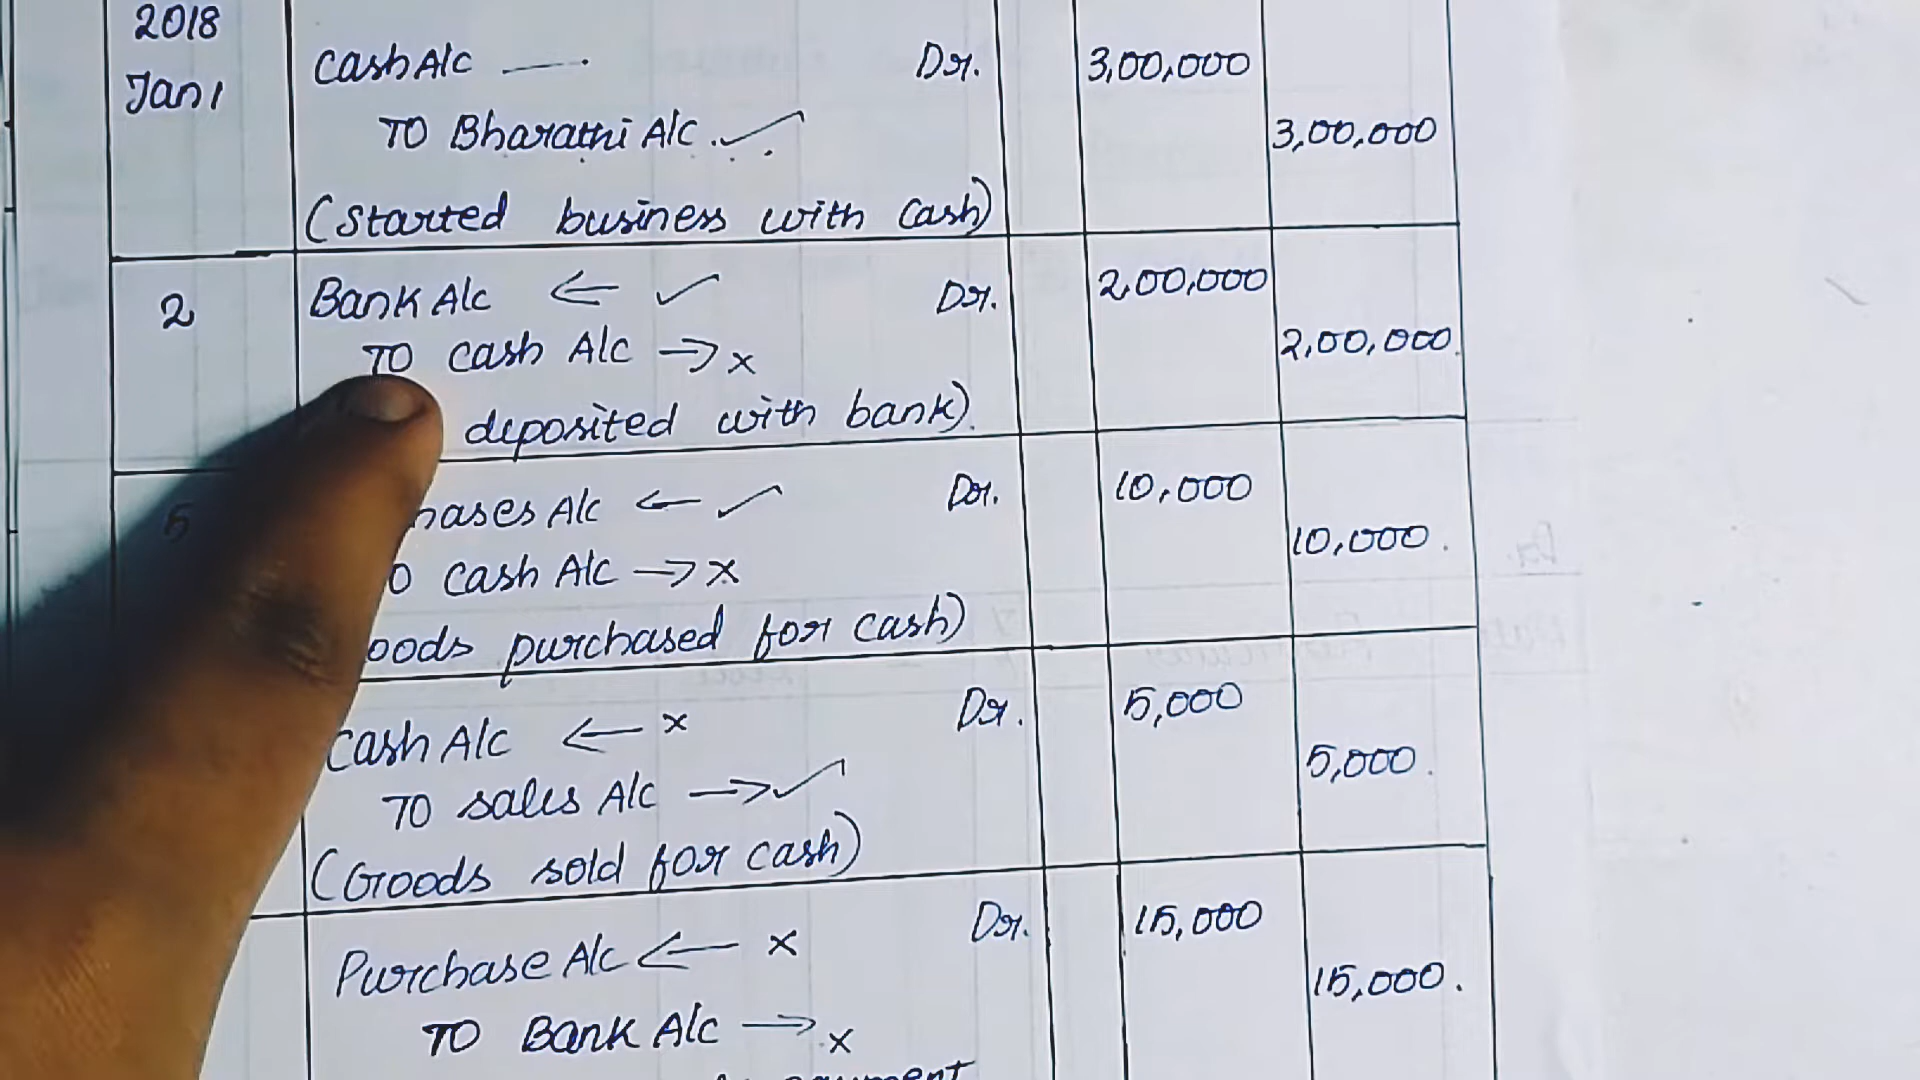 2018
Jan 1
Cash A/c Dr. 3,00,000
TO Bharathi A/c. 3,00,000
(Started business with cash)
2 Bank A/c ← ✓ Dr. 2,00,000
TO cash A/c → x 2,00,000.
deposited with bank).
5 hases A/c ← ✓ Dr. 10,000
O cash A/c → x 10,000.
oods purchased for cash)
Cash A/c ← x Dr. 5,000
TO sales A/c → ✓ 5,000.
(Goods sold for cash)
Purchase A/c ← x Dr. 15,000
TO Bank A/c → x 15,000.
payment